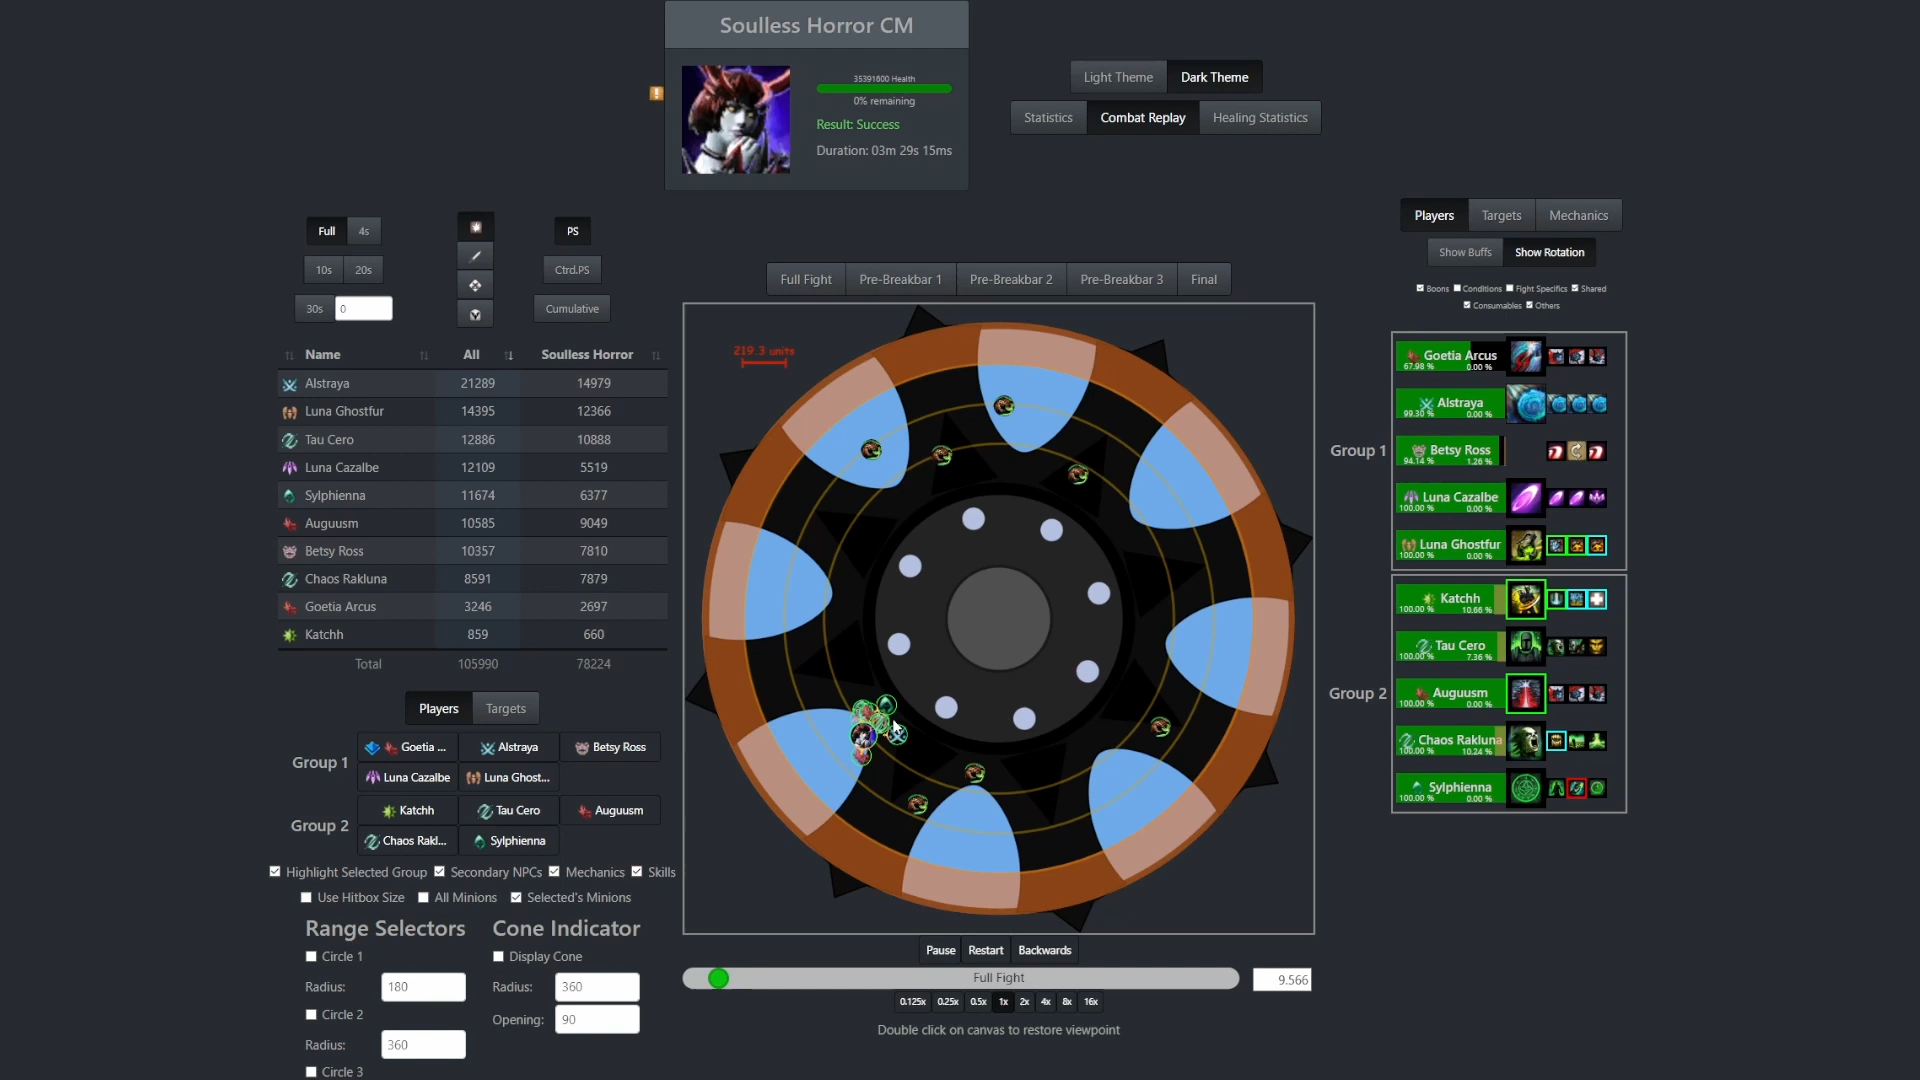 Soulless Horror CM
35391600 Health
0% remaining
Result: Success
Duration: 03m 29s 15ms
Light Theme
Dark Theme
Statistics
Combat Replay
Healing Statistics
Full
4s
10s
20s
30s
0
PS
Ctrd.PS
Cumulative
Name All Soulless Horror
Alstraya 21289 14979
Luna Ghostfur 14395 12366
Tau Cero 12886 10888
Luna Cazalbe 12109 5519
Sylphienna 11674 6377
Auguusm 10585 9049
Betsy Ross 10357 7810
Chaos Rakluna 8591 7879
Goetia Arcus 3246 2697
Katchh 859 660
Total 105990 78224
Players
Targets
Group 1
Goetia ...
Alstraya
Betsy Ross
Luna Cazalbe
Luna Ghost...
Group 2
Katchh
Tau Cero
Auguusm
Chaos Rakl...
Sylphienna
Highlight Selected Group
Secondary NPCs
Mechanics
Skills
Use Hitbox Size
All Minions
Selected's Minions
Range Selectors
Circle 1
Radius: 180
Circle 2
Radius: 360
Circle 3
Cone Indicator
Display Cone
Radius: 360
Opening: 90
Full Fight
Pre-Breakbar 1
Pre-Breakbar 2
Pre-Breakbar 3
Final
219.3 units
Pause
Restart
Backwards
Full Fight
9.566
0.125x 0.25x 0.5x 1x 2x 4x 8x 16x
Double click on canvas to restore viewpoint
Players
Targets
Mechanics
Show Buffs
Show Rotation
Boons Conditions Fight Specifics Shared
Consumables Others
Group 1
Goetia Arcus
67.98 % 0.00 %
Alstraya
99.30 % 0.00 %
Betsy Ross
94.14 % 1.26 %
Luna Cazalbe
100.00 % 0.00 %
Luna Ghostfur
100.00 % 0.00 %
Group 2
Katchh
100.00 % 10.66 %
Tau Cero
100.00 % 7.36 %
Auguusm
100.00 % 0.00 %
Chaos Rakluna
100.00 % 10.24 %
Sylphienna
100.00 % 0.00 %